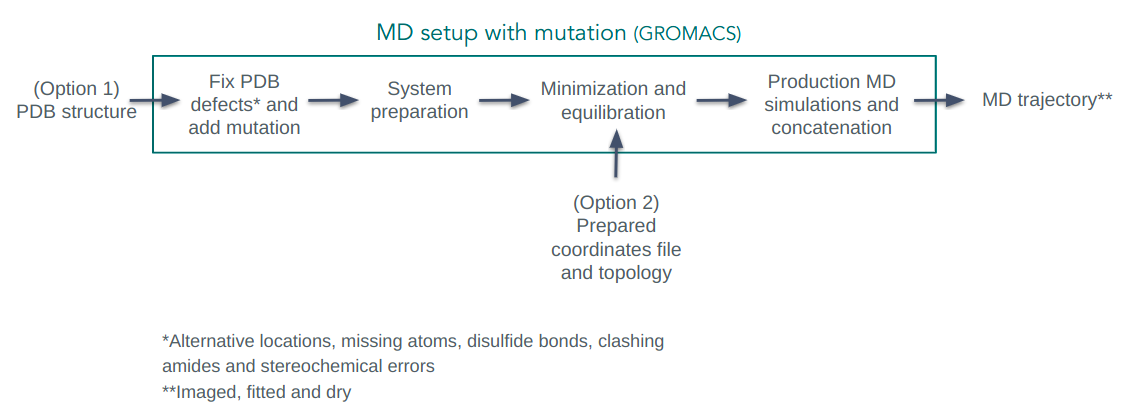 MD setup with mutation (GROMACS)
(Option 1)
PDB structure
Fix PDB
defects* and
add mutation
System
preparation
Minimization and
equilibration
Production MD
simulations and
concatenation
MD trajectory**
(Option 2)
Prepared
coordinates file
and topology
*Alternative locations, missing atoms, disulfide bonds, clashing
amides and stereochemical errors
**Imaged, fitted and dry